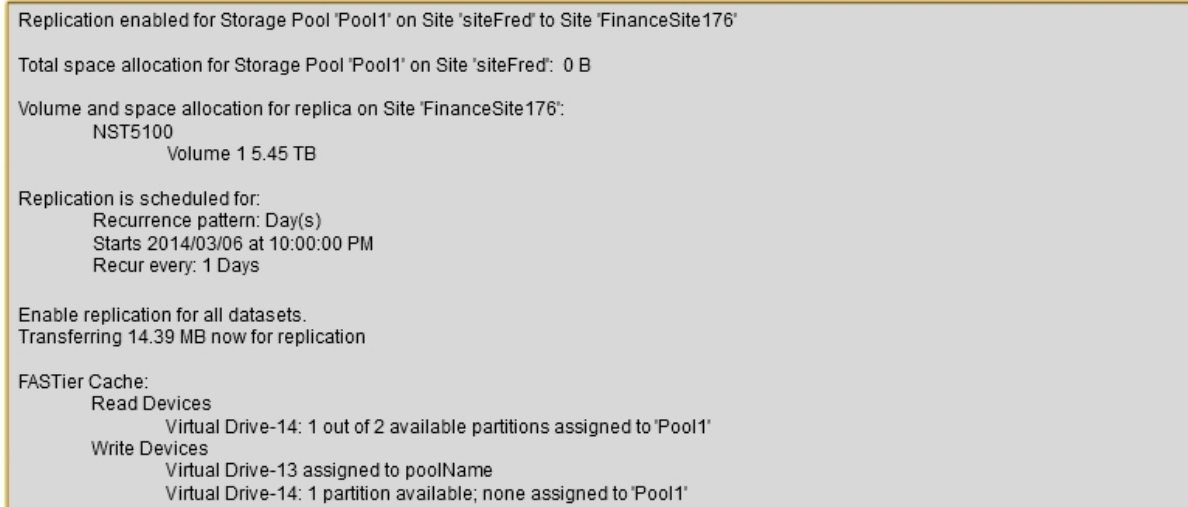 Replication enabled for Storage Pool 'Pool1' on Site 'siteFred' to Site 'FinanceSite176'
Total space allocation for Storage Pool 'Pool1' on Site 'siteFred': 0 B
Volume and space allocation for replica on Site 'FinanceSite176':
NST5100
Volume 1 5.45 TB
Replication is scheduled for:
Recurrence pattern: Day(s)
Starts 2014/03/06 at 10:00:00 PM
Recur every: 1 Days
Enable replication for all datasets.
Transferring 14.39 MB now for replication
FASTier Cache:
Read Devices
Virtual Drive-14: 1 out of 2 available partitions assigned to 'Pool1'
Write Devices
Virtual Drive-13 assigned to poolName
Virtual Drive-14: 1 partition available; none assigned to 'Pool1'